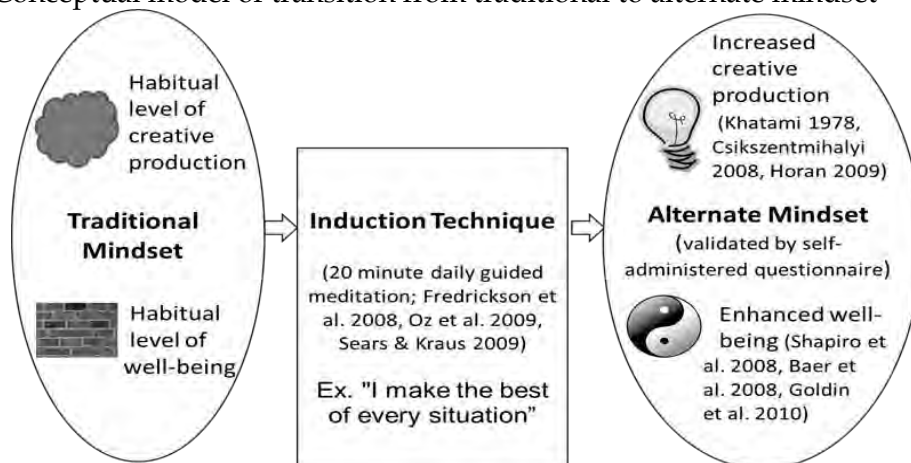 Conceptual model of transition from traditional to alternate mindset
Habitual
level of
creative
production
Traditional
Mindset
Habitual
level of
well-being
Induction Technique
(20 minute daily guided
meditation; Fredrickson et
al. 2008, Oz et al. 2009,
Sears & Kraus 2009)
Ex. "I make the best
of every situation”
Increased
creative
production
(Khatami 1978,
Csikszentmihalyi
2008, Horan 2009)
Alternate Mindset
(validated by self-
administered questionnaire)
Enhanced well-
being (Shapiro et
al. 2008, Baer et
al. 2008, Goldin
et al. 2010)